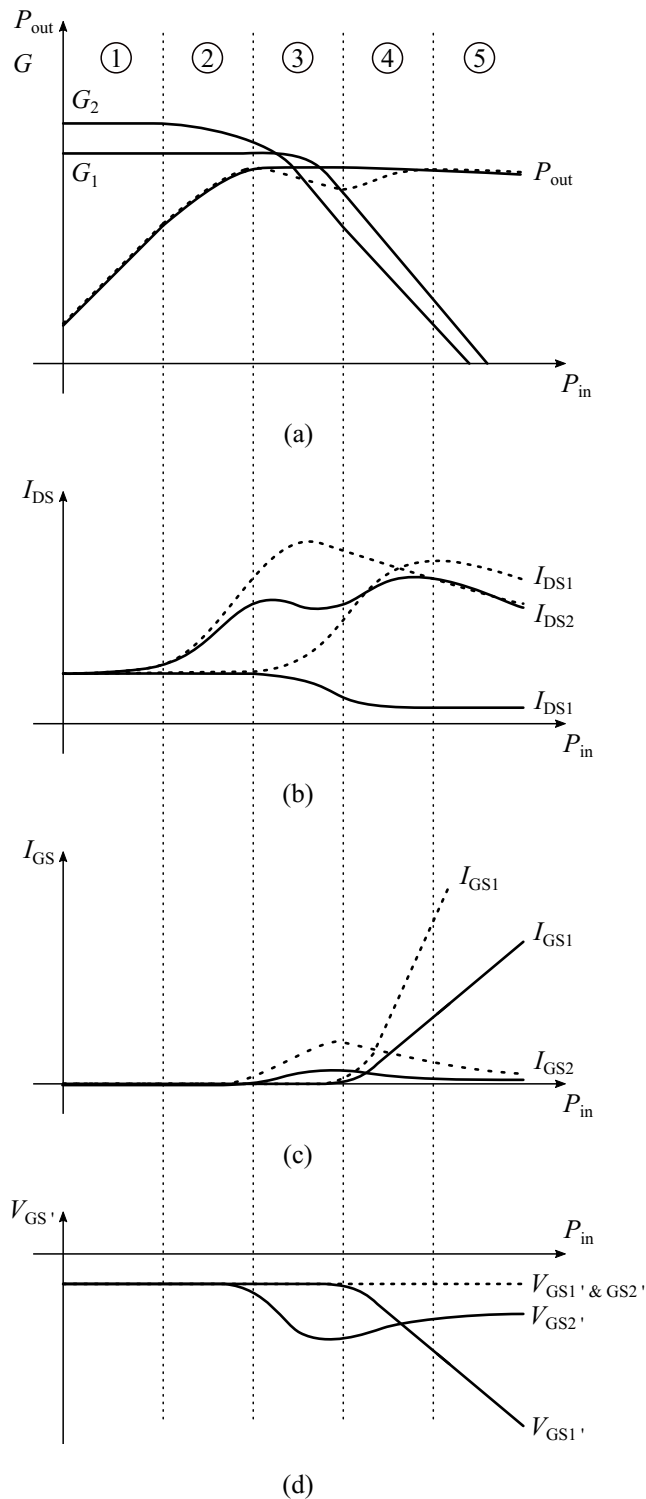 P_out
G
① ② ③ ④ ⑤
G_2
G_1
P_out
P_in
(a)
I_DS
I_DS1
I_DS2
I_DS1
P_in
(b)
I_GS
I_GS1
I_GS1
I_GS2
P_in
(c)
V_GS'
P_in
V_GS1' & GS2'
V_GS2'
V_GS1'
(d)